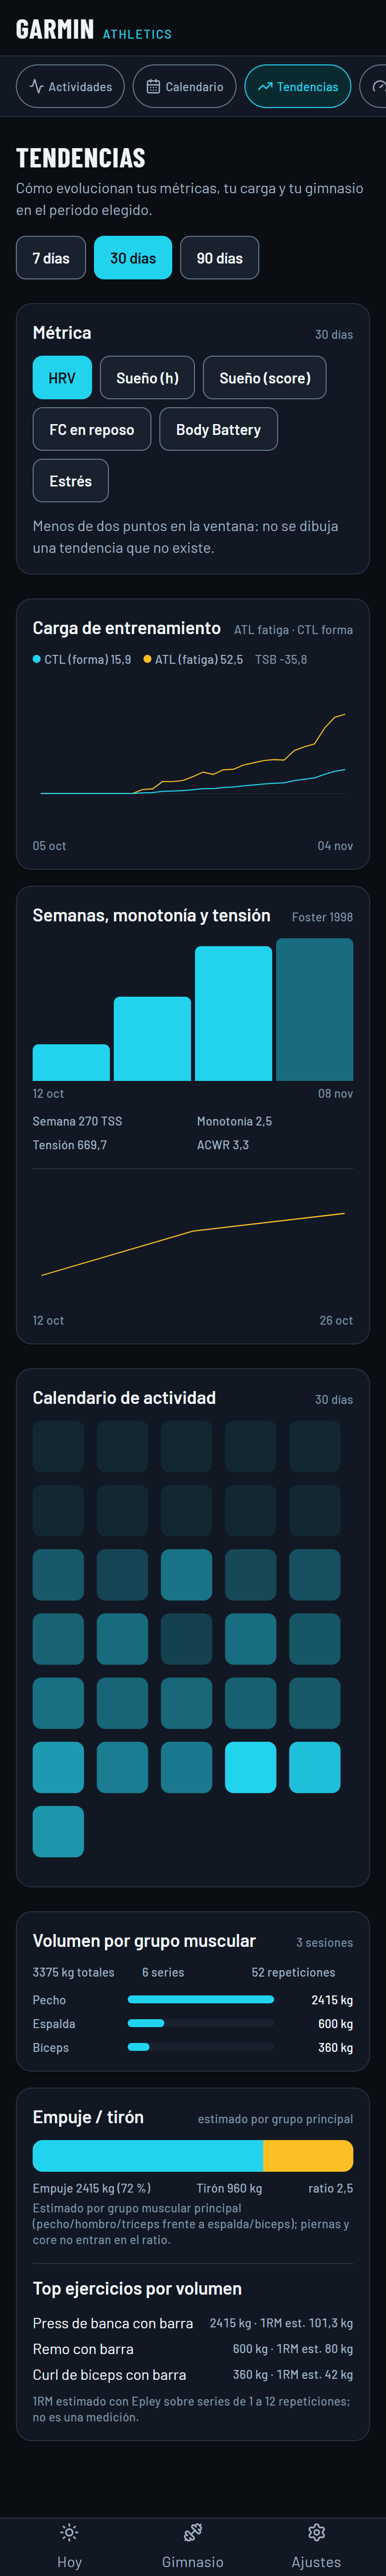 GARMIN ATHLETICS
Actividades Calendario Tendencias
TENDENCIAS
Cómo evolucionan tus métricas, tu carga y tu gimnasio
en el periodo elegido.
7 días 30 días 90 días
Métrica 30 días
HRV Sueño (h) Sueño (score)
FC en reposo Body Battery
Estrés
Menos de dos puntos en la ventana: no se dibuja
una tendencia que no existe.
Carga de entrenamiento ATL fatiga · CTL forma
CTL (forma) 15,9 ATL (fatiga) 52,5 TSB -35,8
05 oct 04 nov
Semanas, monotonía y tensión Foster 1998
12 oct 08 nov
Semana 270 TSS Monotonía 2,5
Tensión 669,7 ACWR 3,3
12 oct 26 oct
Calendario de actividad 30 días
Volumen por grupo muscular 3 sesiones
3375 kg totales 6 series 52 repeticiones
Pecho 2415 kg
Espalda 600 kg
Bíceps 360 kg
Empuje / tirón estimado por grupo principal
Empuje 2415 kg (72 %) Tirón 960 kg ratio 2,5
Estimado por grupo muscular principal
(pecho/hombro/tríceps frente a espalda/bíceps); piernas y
core no entran en el ratio.
Top ejercicios por volumen
Press de banca con barra 2415 kg · 1RM est. 101,3 kg
Remo con barra 600 kg · 1RM est. 80 kg
Curl de bíceps con barra 360 kg · 1RM est. 42 kg
1RM estimado con Epley sobre series de 1 a 12 repeticiones;
no es una medición.
Hoy Gimnasio Ajustes